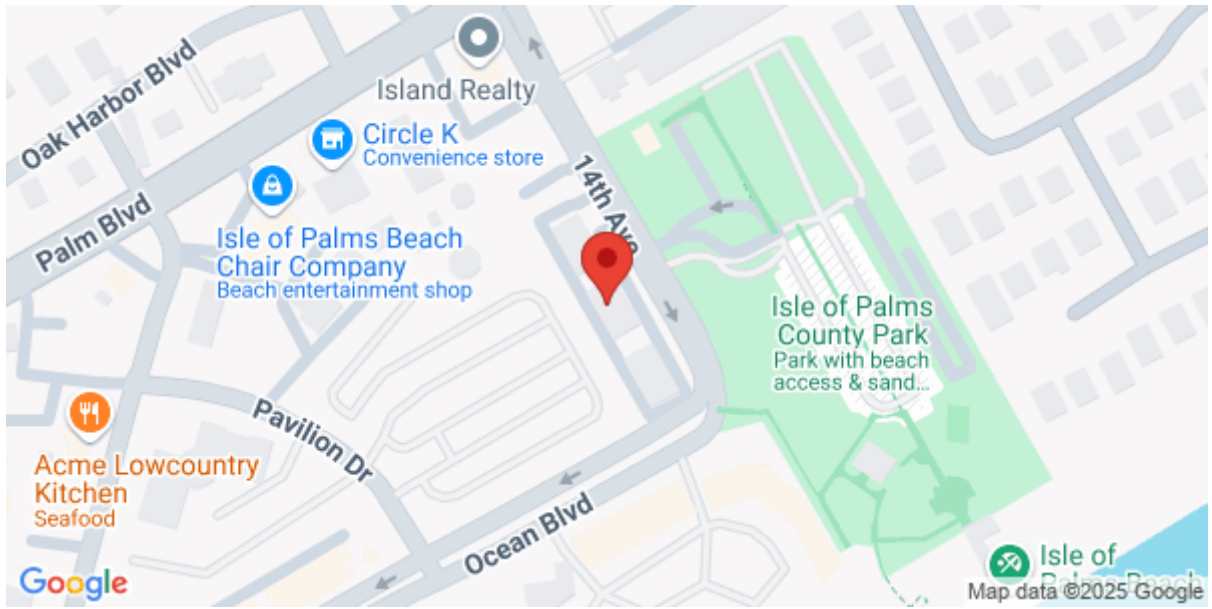 Island Realty
Oak Harbor Blvd
Circle K
Convenience store
14th Ave
Palm Blvd
Isle of Palms Beach
Chair Company
Beach entertainment shop
Isle of Palms
County Park
Park with beach
access & sand...
Pavilion Dr
Acme Lowcountry
Kitchen
Seafood
Ocean Blvd
Isle of
Palms Beach
Google
Map data ©2025 Google